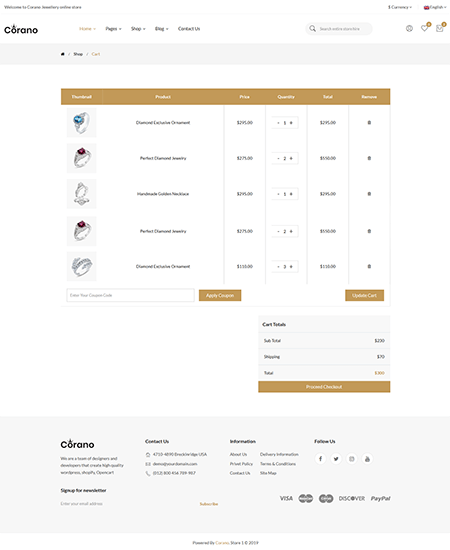 Welcome to Corano Jewellery online store
$ Currency
English
Corano
Home
Pages
Shop
Blog
Contact Us
Search entire store hire
0
2
Shop
Cart
Thumbnail Product Price Quantity Total Remove
Diamond Exclusive Ornament $295.00 - 1 + $295.00
Perfect Diamond Jewelry $275.00 - 2 + $550.00
Handmade Golden Necklace $295.00 - 1 + $295.00
Perfect Diamond Jewelry $275.00 - 2 + $550.00
Diamond Exclusive Ornament $110.00 - 3 + $110.00
Enter Your Coupon Code
Apply Coupon
Update Cart
Cart Totals
Sub Total $230
Shipping $70
Total $300
Proceed Checkout
Corano
We are a team of designers and
developers that create high quality
wordpress, shopify, Opencart
Contact Us
4710-4890 Breckinridge USA
demo@yourdomain.com
(012) 800 456 789-987
Information
About Us
Delivery Information
Privet Policy
Terms & Conditions
Contact Us
Site Map
Follow Us
Signup for newsletter
Enter your email address
Subscribe
VISA
DISCOVER
PayPal
Powered By Corano. Store 1 © 2019